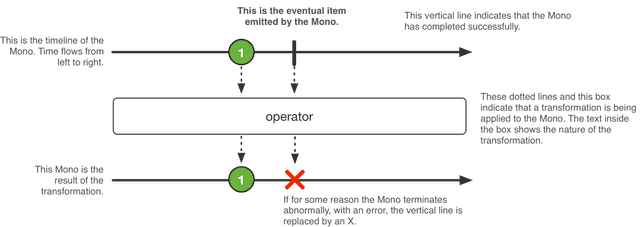 This is the eventual item
emitted by the Mono.
This vertical line indicates that the Mono
has completed successfully.
This is the timeline of the
Mono. Time flows from
left to right.
1
These dotted lines and this box
indicate that a transformation is being
applied to the Mono. The text inside
the box shows the nature of the
transformation.
operator
This Mono is the
result of the
transformation.
1
If for some reason the Mono terminates
abnormally, with an error, the vertical line is
replaced by an X.